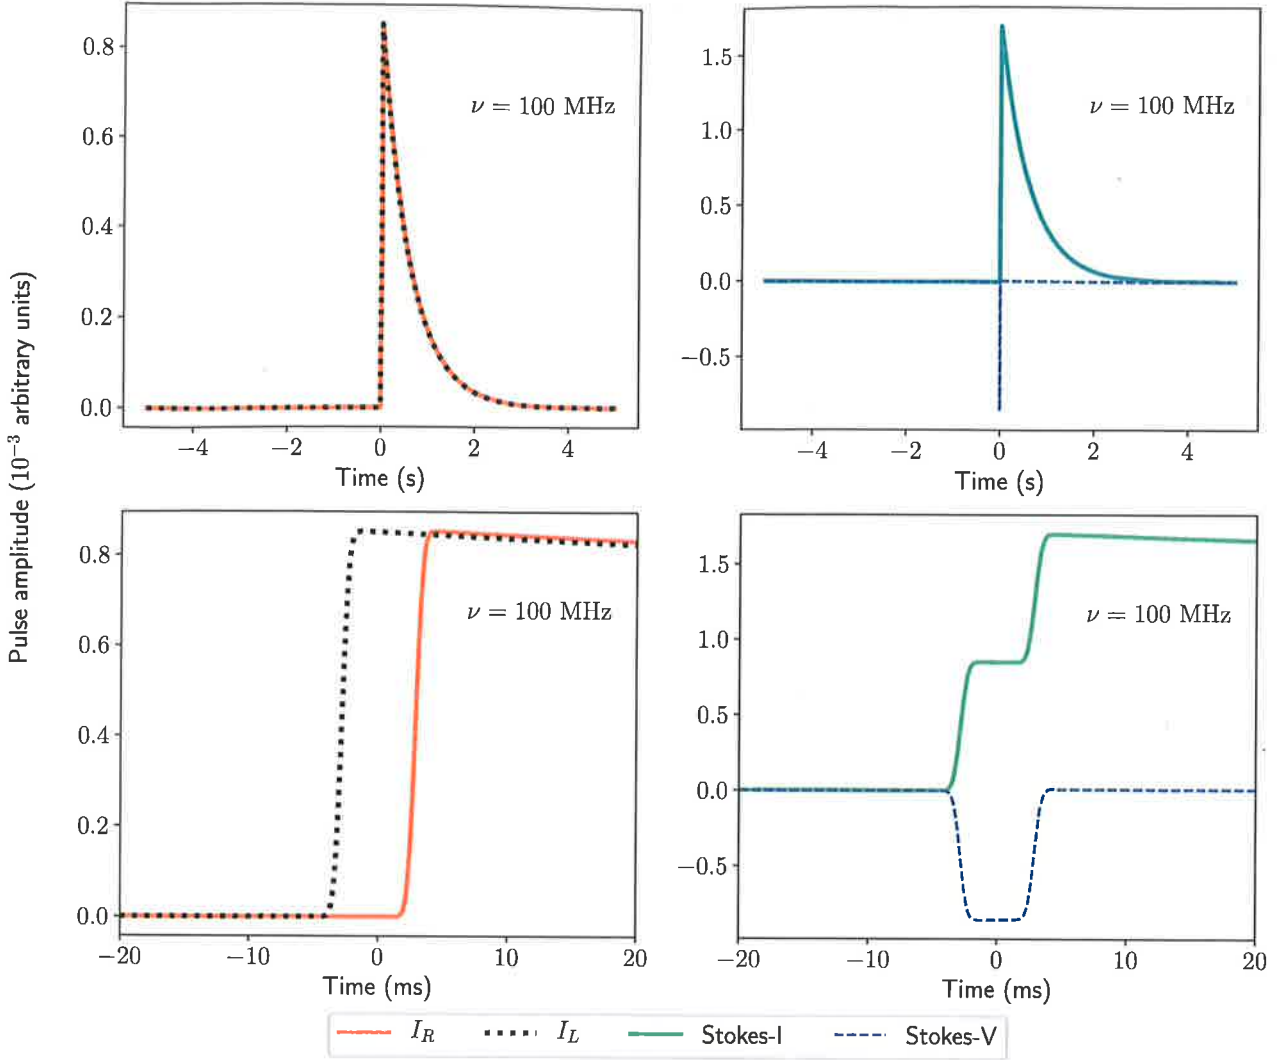 Pulse amplitude (10⁻³ arbitrary units)
0.8
0.6
0.4
0.2
0.0
ν = 100 MHz
−4 −2 0 2 4
Time (s)
1.5
1.0
0.5
0.0
−0.5
ν = 100 MHz
−4 −2 0 2 4
Time (s)
0.8
0.6
0.4
0.2
0.0
ν = 100 MHz
−20 −10 0 10 20
Time (ms)
1.5
1.0
0.5
0.0
−0.5
ν = 100 MHz
−20 −10 0 10 20
Time (ms)
I_R I_L Stokes-I Stokes-V